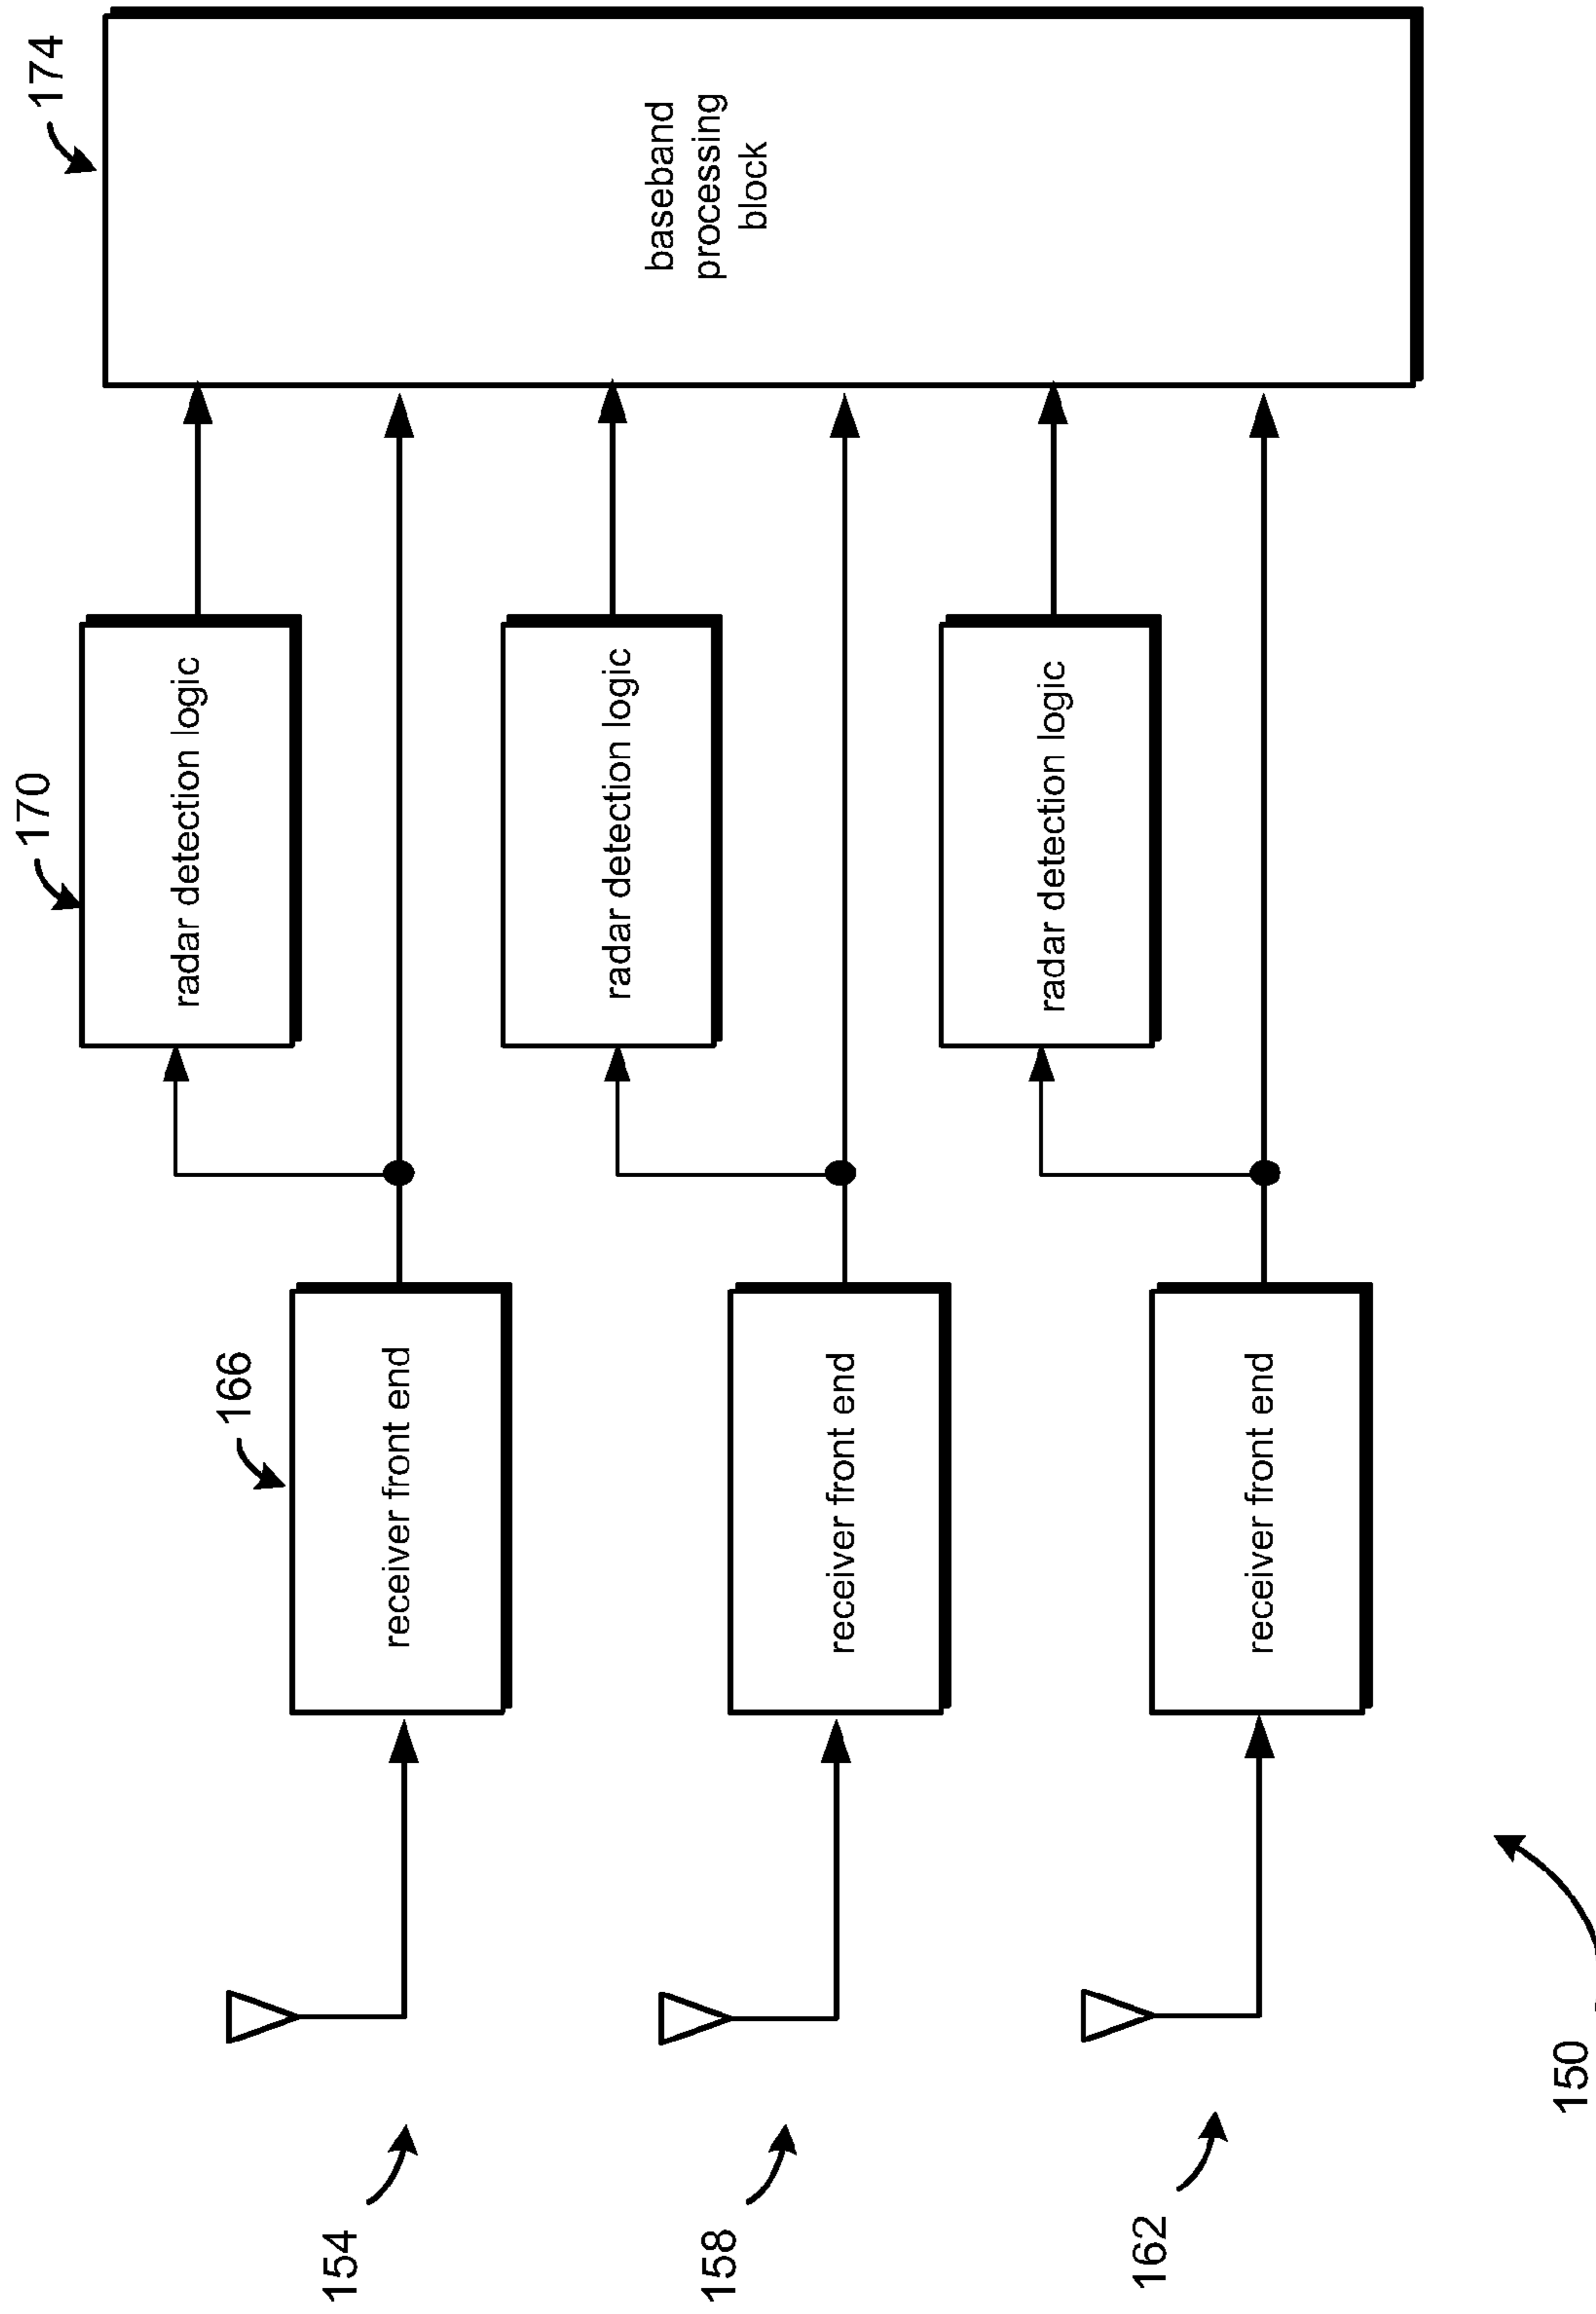 174
baseband
processing
block
170
radar detection logic
radar detection logic
radar detection logic
166
receiver front end
receiver front end
receiver front end
154
158
162
150